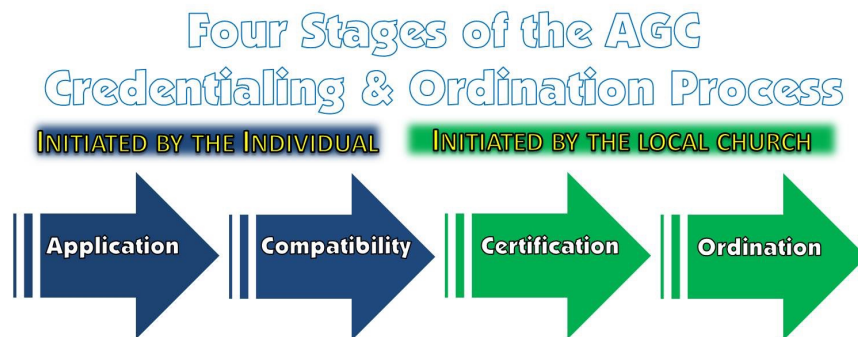 Four Stages of the AGC
Credentialing & Ordination Process
INITIATED BY THE INDIVIDUAL
INITIATED BY THE LOCAL CHURCH
Application
Compatibility
Certification
Ordination